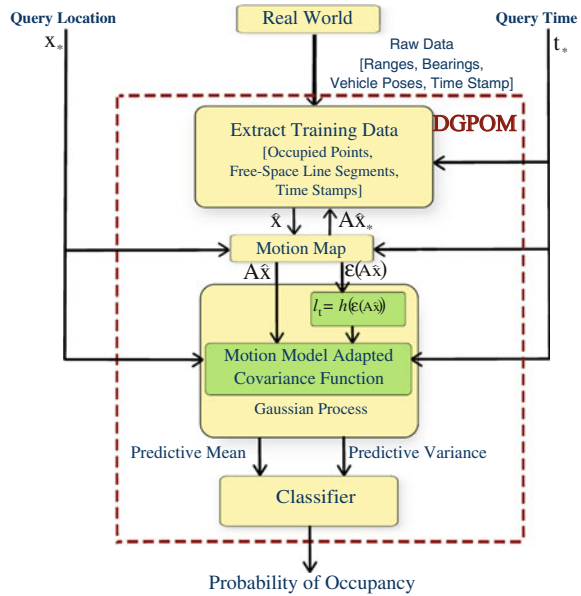 Query Location
x*
Real World
Query Time
t*
Raw Data
[Ranges, Bearings,
Vehicle Poses, Time Stamp]
DGPOM
Extract Training Data
[Occupied Points,
Free-Space Line Segments,
Time Stamps]
x̂
Ax̂*
Motion Map
Ax̂
ε(Ax̂)
lt = h(ε(Ax̂))
Motion Model Adapted
Covariance Function
Gaussian Process
Predictive Mean
Predictive Variance
Classifier
Probability of Occupancy